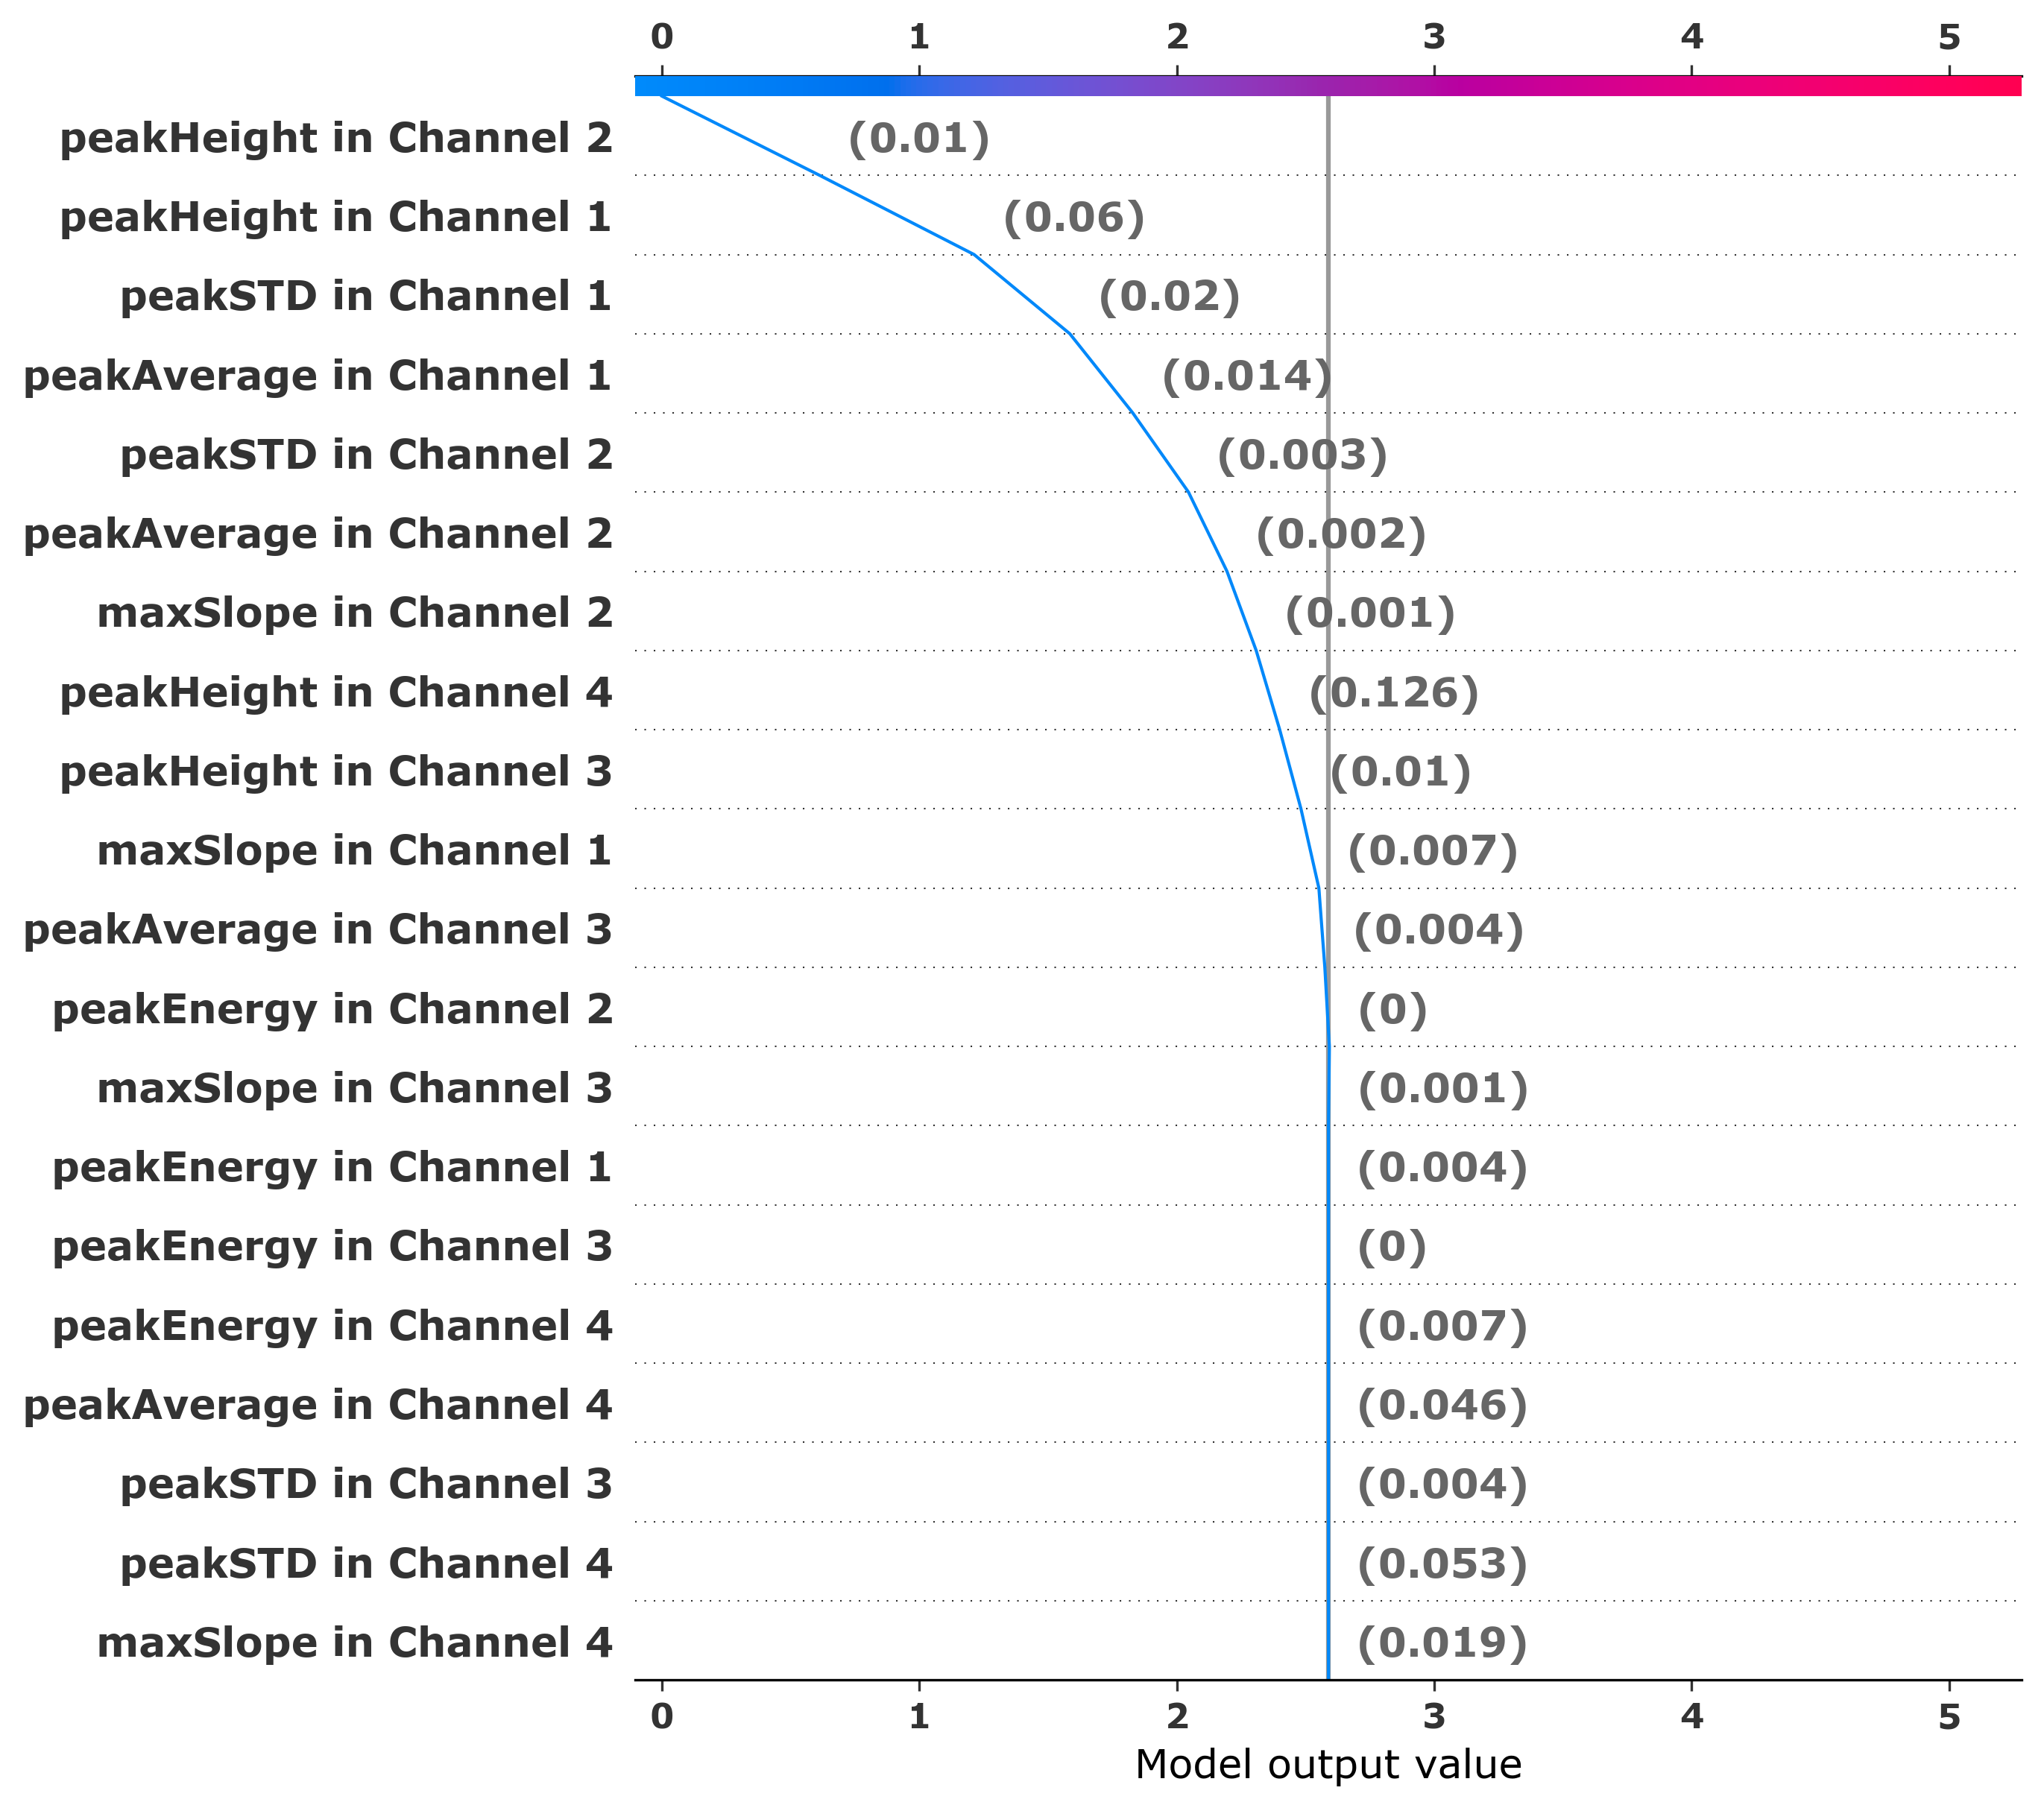 0 1 2 3 4 5
peakHeight in Channel 2 (0.01)
peakHeight in Channel 1 (0.06)
peakSTD in Channel 1 (0.02)
peakAverage in Channel 1 (0.014)
peakSTD in Channel 2 (0.003)
peakAverage in Channel 2 (0.002)
maxSlope in Channel 2 (0.001)
peakHeight in Channel 4 (0.126)
peakHeight in Channel 3 (0.01)
maxSlope in Channel 1 (0.007)
peakAverage in Channel 3 (0.004)
peakEnergy in Channel 2 (0)
maxSlope in Channel 3 (0.001)
peakEnergy in Channel 1 (0.004)
peakEnergy in Channel 3 (0)
peakEnergy in Channel 4 (0.007)
peakAverage in Channel 4 (0.046)
peakSTD in Channel 3 (0.004)
peakSTD in Channel 4 (0.053)
maxSlope in Channel 4 (0.019)
0 1 2 3 4 5
Model output value